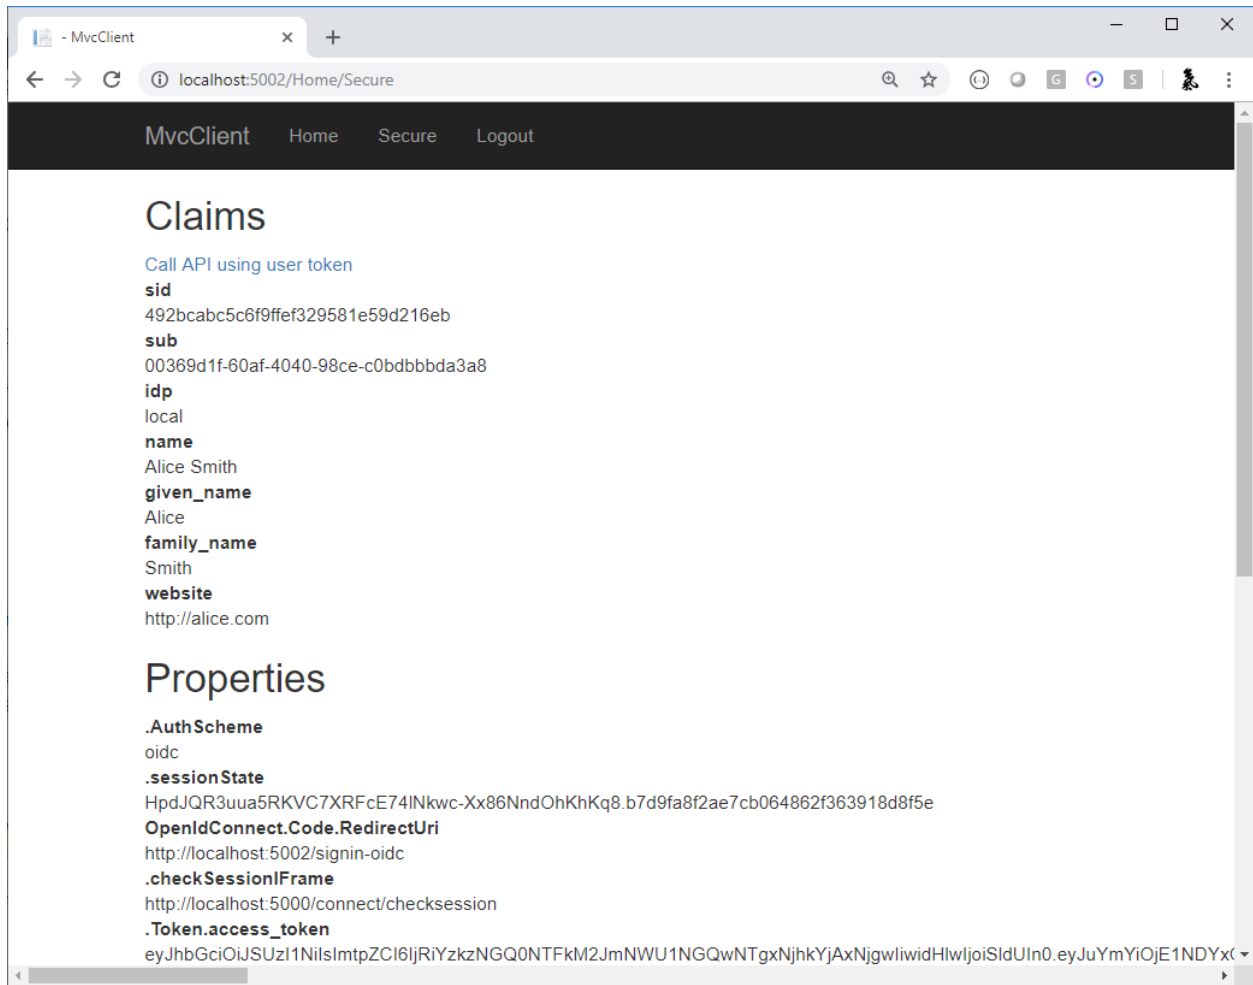 - MvcClient
localhost:5002/Home/Secure
G
S
MvcClient Home Secure Logout
Claims
Call API using user token
sid
492bcabc5c6f9ffef329581e59d216eb
sub
00369d1f-60af-4040-98ce-c0bdbbbda3a8
idp
local
name
Alice Smith
given_name
Alice
family_name
Smith
website
http://alice.com
Properties
.AuthScheme
oidc
.sessionState
HpdJQR3uua5RKVC7XRFcE74lNkwc-Xx86NndOhKhKq8.b7d9fa8f2ae7cb064862f363918d8f5e
OpenIdConnect.Code.RedirectUri
http://localhost:5002/signin-oidc
.checkSessionIFrame
http://localhost:5000/connect/checksession
.Token.access_token
eyJhbGciOiJSUzI1NiIsImtpZCI6IjRiYzkzNGQ0NTFkM2JmNWU1NGQwNTgxNjhkYjAxNjgwIiwidHlwIjoiSldUIn0.eyJuYmYiOjE1NDYx